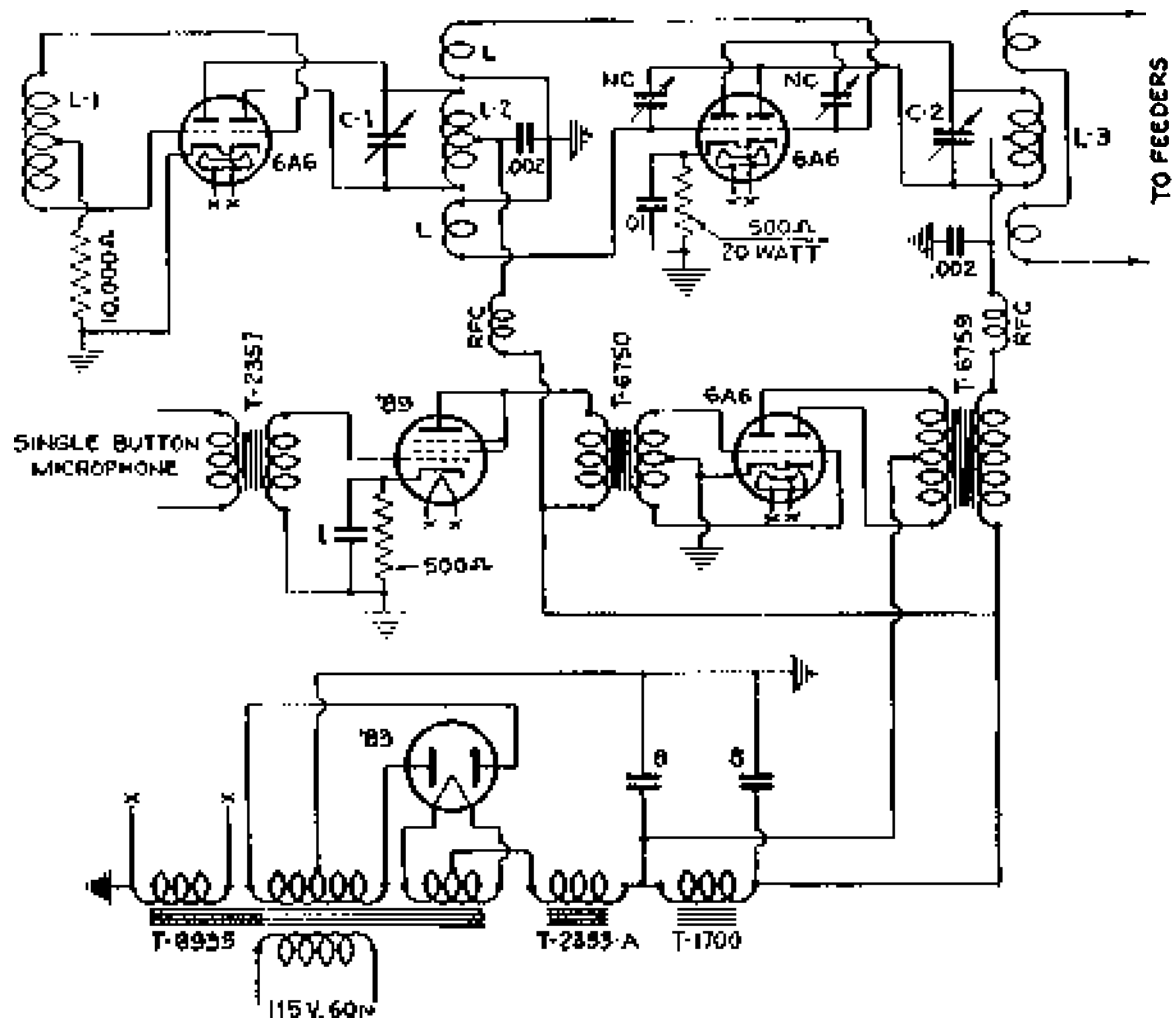 L
L-1
C-1
L-2
.002
6A6
L
10,000Ω
NC
NC
6A6
.01
500Ω
20 WATT
C-2
L-3
.002
TO FEEDERS
RFC
RFC
T-2357
SINGLE BUTTON
MICROPHONE
'89
1
500Ω
T-6750
6A6
T-6759
'83
8
8
X
X
T-8935
T-2393-A
T-1700
115 V. 60~